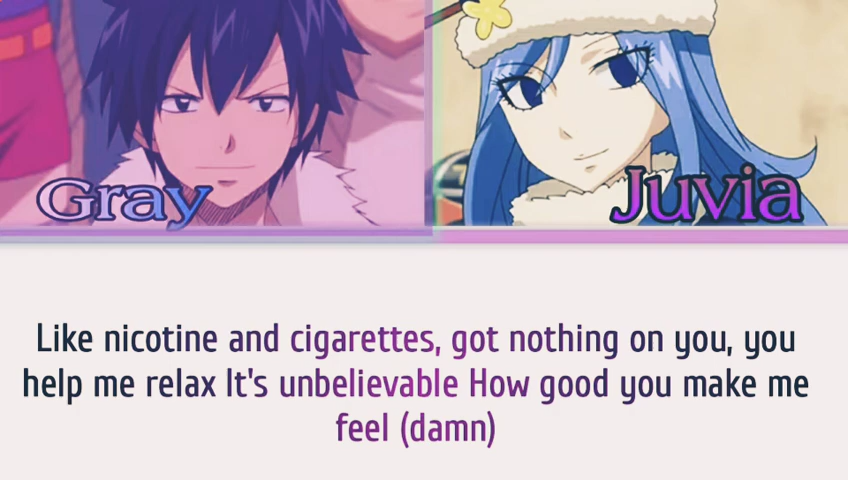 Gray
Juvia
Like nicotine and cigarettes, got nothing on you, you
help me relax It's unbelievable How good you make me
feel (damn)